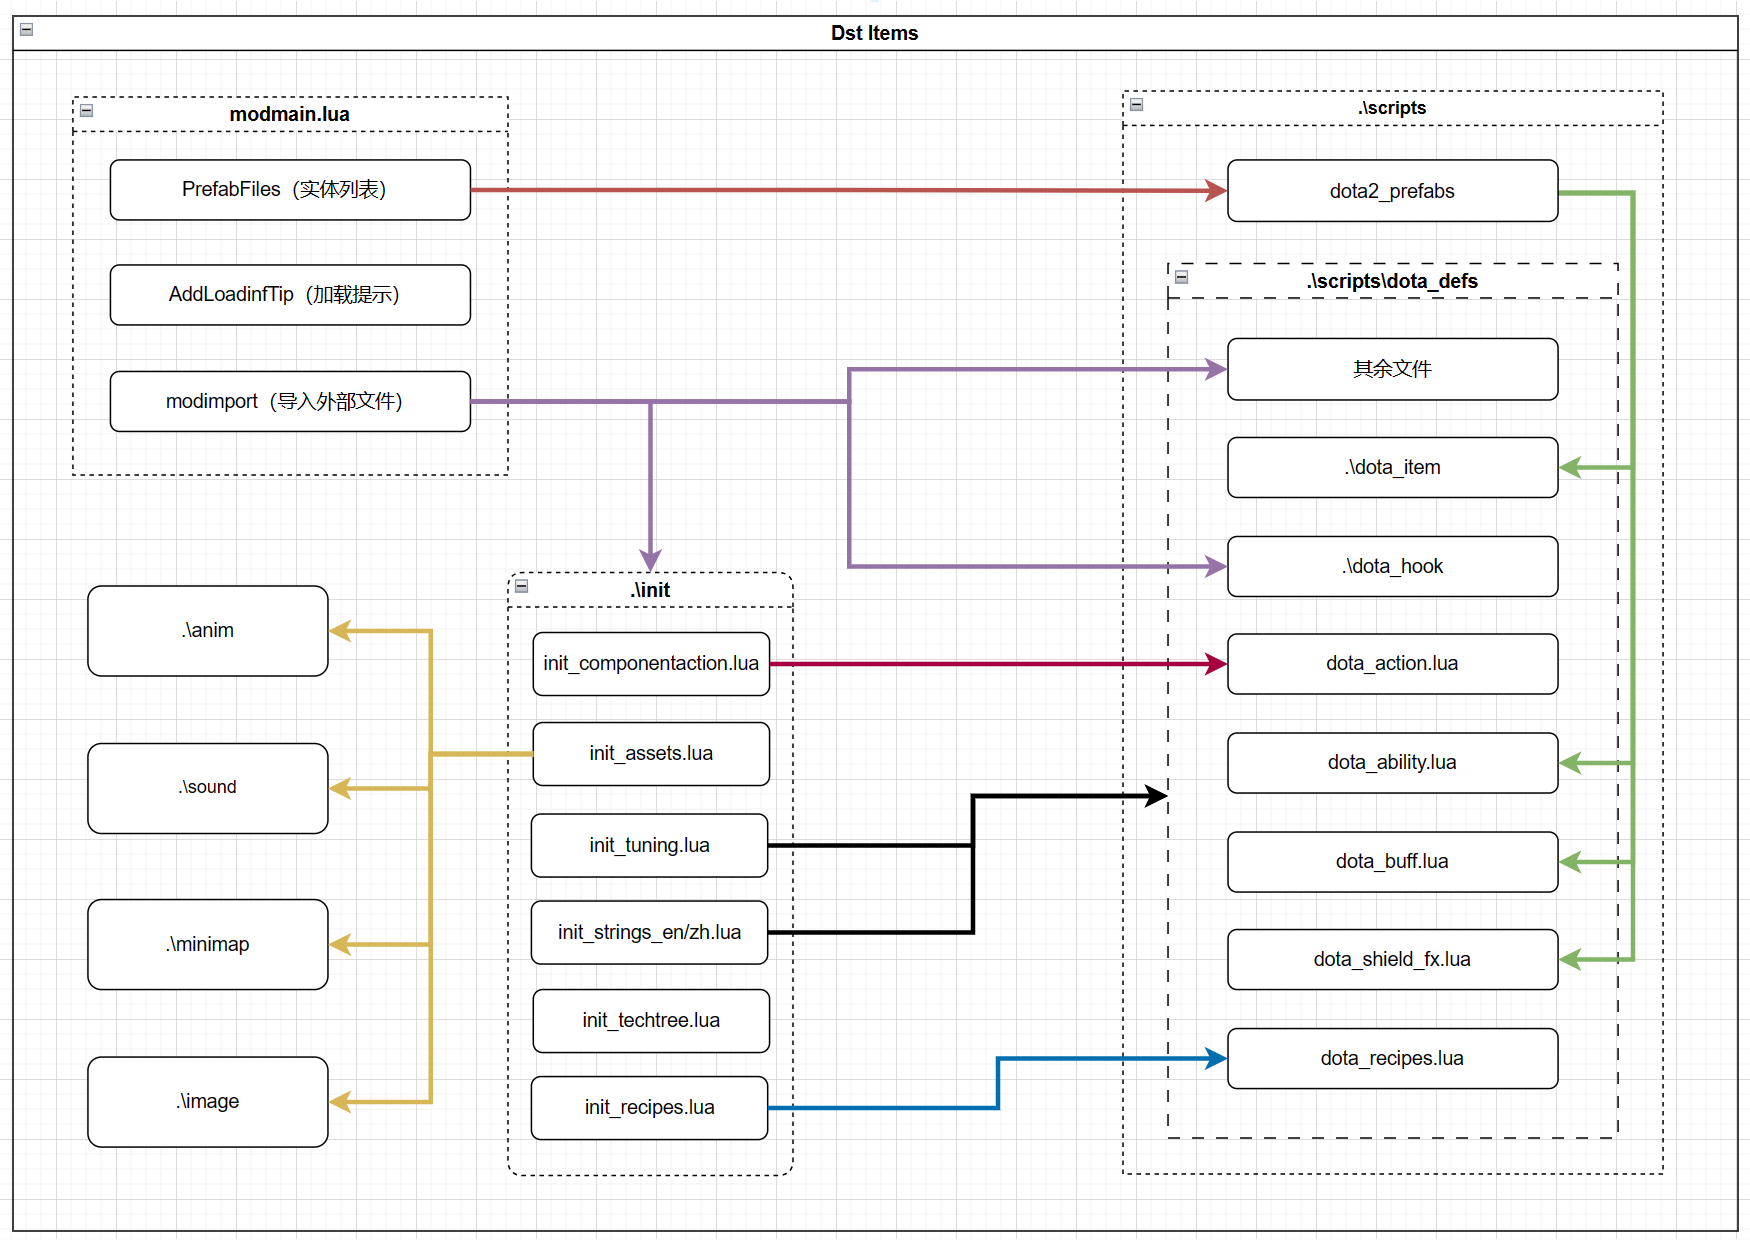 Dst Items
modmain.lua
PrefabFiles（实体列表）
AddLoadinfTip（加载提示）
modimport（导入外部文件）
.\anim
.\sound
.\minimap
.\image
.\init
init_componentaction.lua
init_assets.lua
init_tuning.lua
init_strings_en/zh.lua
init_techtree.lua
init_recipes.lua
.\scripts
dota2_prefabs
.\scripts\dota_defs
其余文件
.\dota_item
.\dota_hook
dota_action.lua
dota_ability.lua
dota_buff.lua
dota_shield_fx.lua
dota_recipes.lua